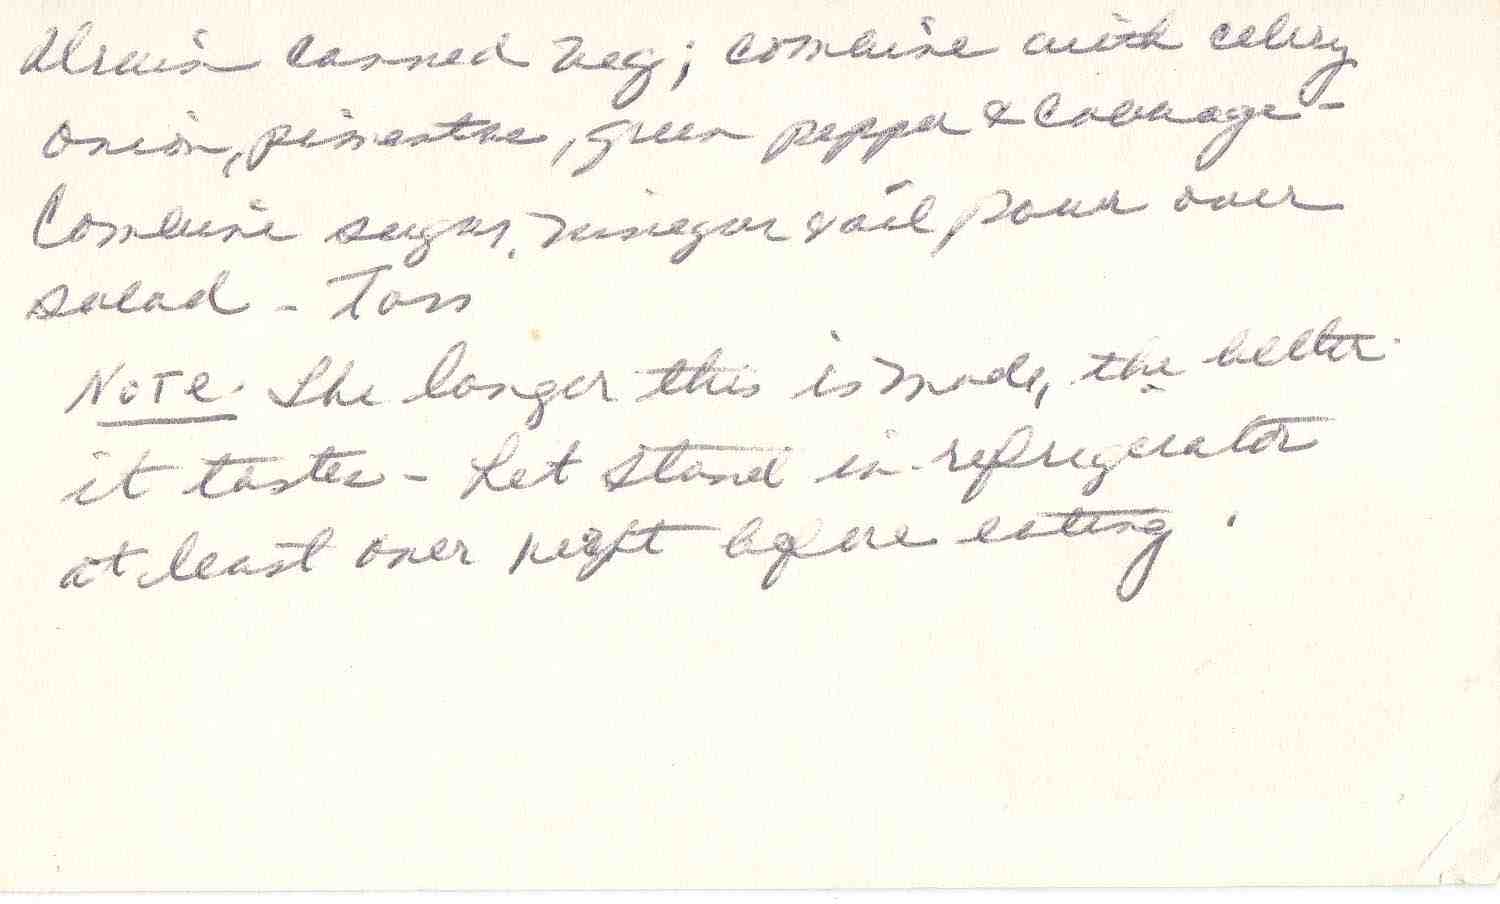 Drain canned veg; combine with celery
onion, pimentoe, green pepper & cabbage -
Combine sugar, vinegar & oil, pour over
salad - Toss
NOTE. The longer this is made, the better
it tastes - Let stand in refrigerator
at least over night before eating.